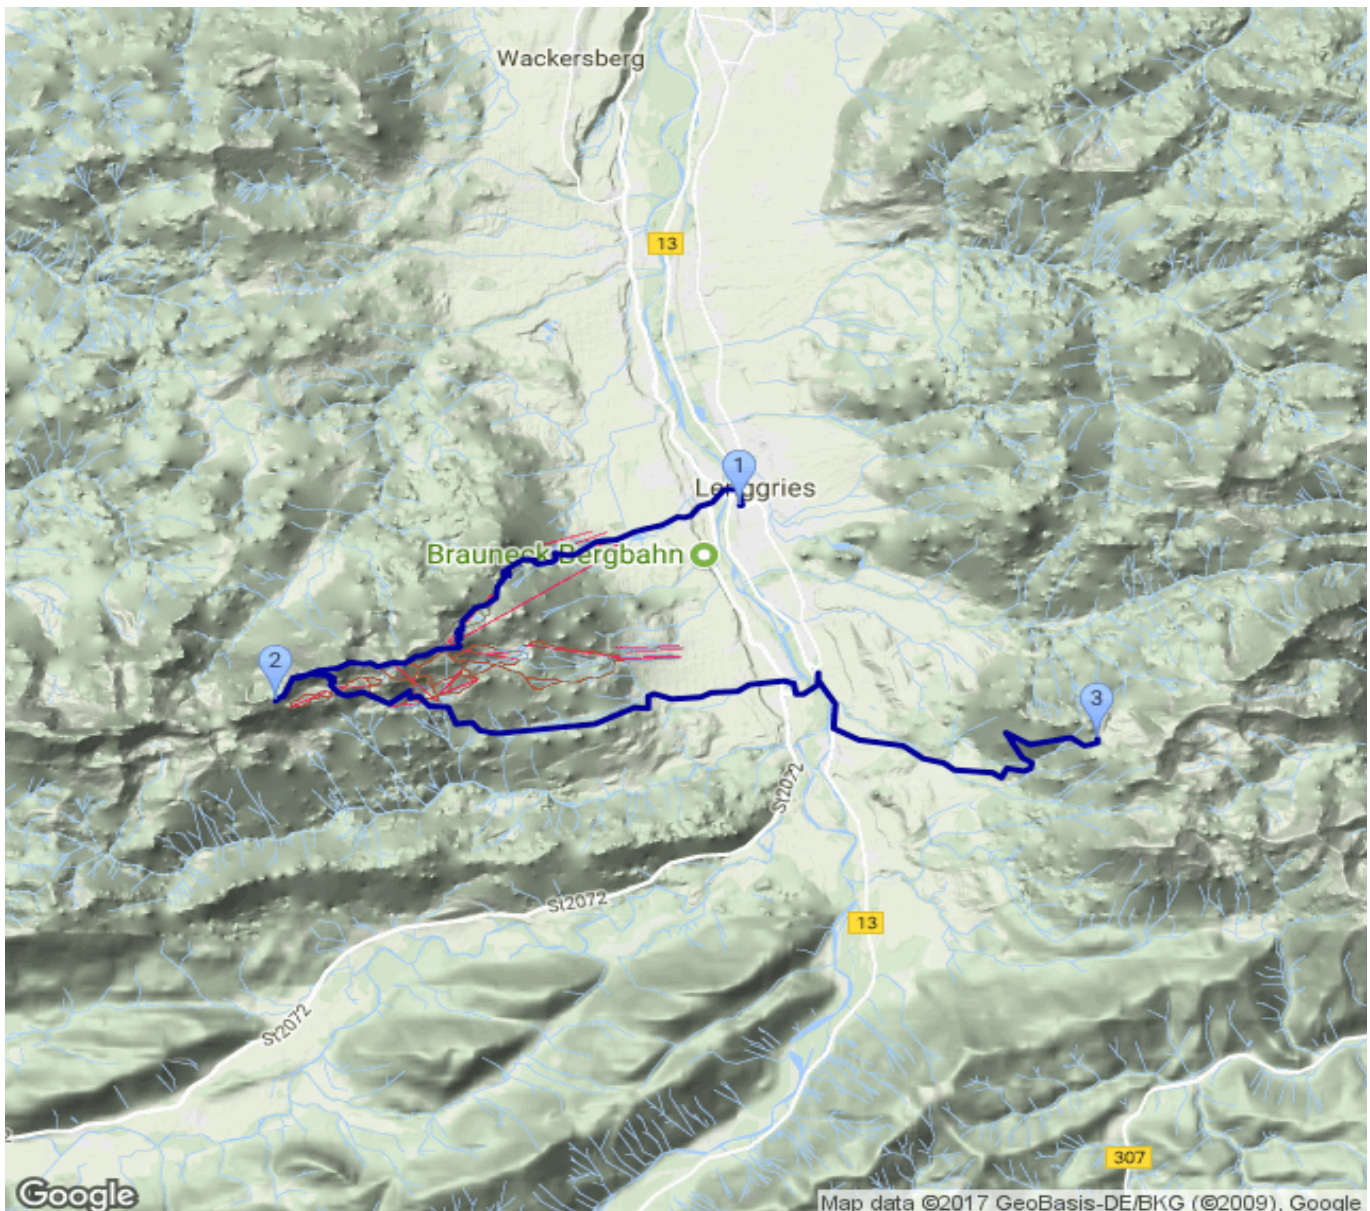 Wackersberg
13
1
Lenggries
Brauneck Bergbahn
2
3
St2072
St2072
13
St2072
307
Google
Map data ©2017 GeoBasis-DE/BKG (©2009), Google